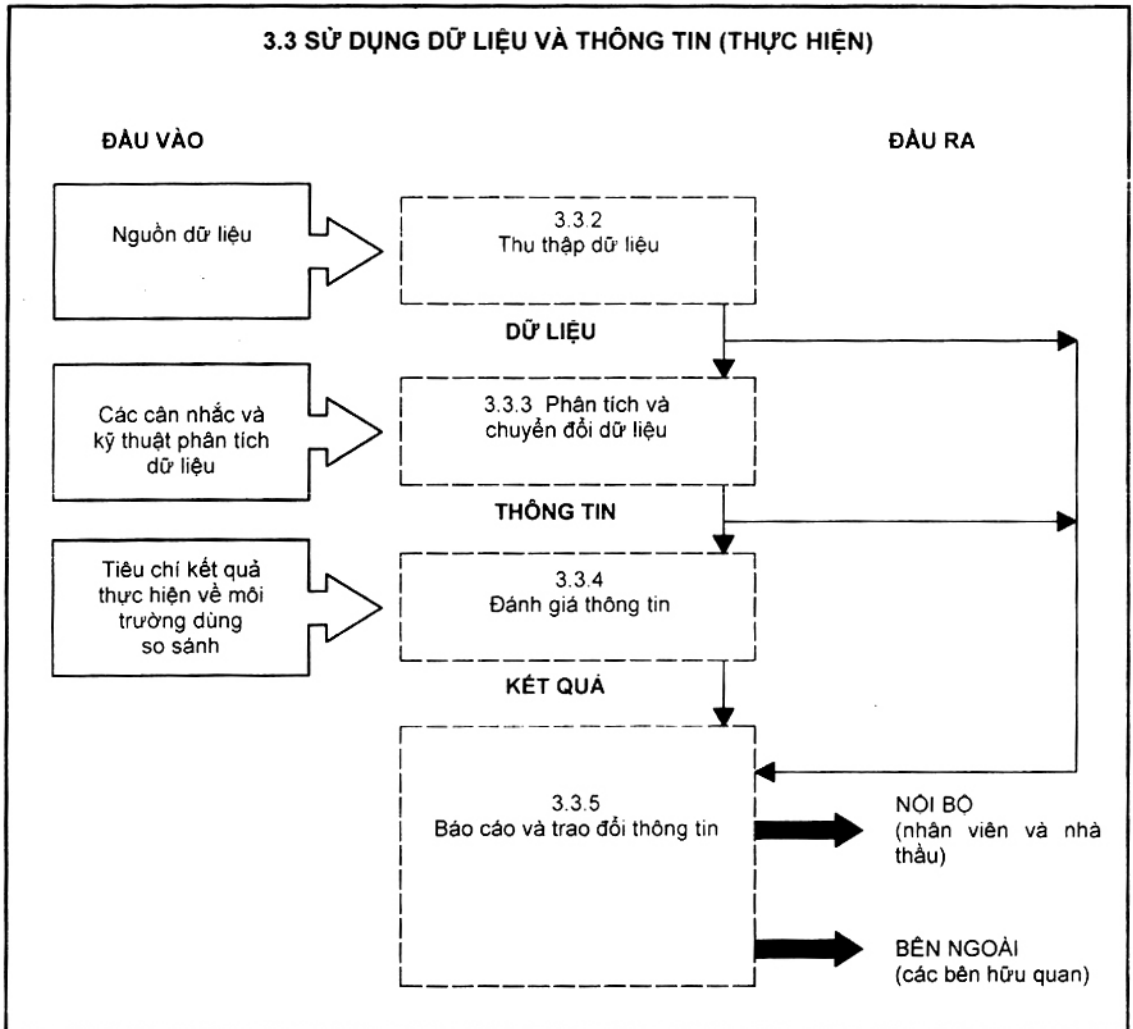 3.3 SỬ DỤNG DỮ LIỆU VÀ THÔNG TIN (THỰC HIỆN)
ĐẦU VÀO
ĐẦU RA
Nguồn dữ liệu
3.3.2
Thu thập dữ liệu
DỮ LIỆU
Các cân nhắc và
kỹ thuật phân tích
dữ liệu
3.3.3 Phân tích và
chuyển đổi dữ liệu
THÔNG TIN
Tiêu chí kết quả
thực hiện về môi
trường dùng
so sánh
3.3.4
Đánh giá thông tin
KẾT QUẢ
3.3.5
Báo cáo và trao đổi thông tin
NỘI BỘ
(nhân viên và nhà
thầu)
BÊN NGOÀI
(các bên hữu quan)